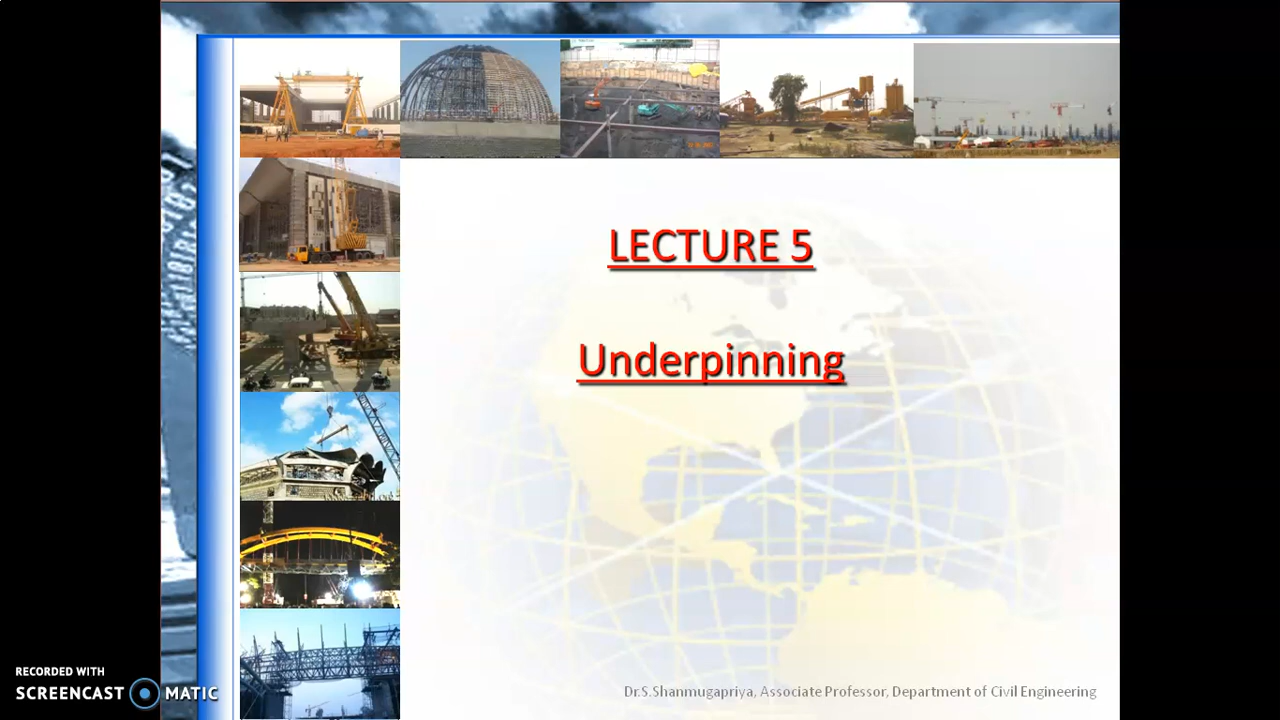 LECTURE 5
Underpinning
Dr.S.Shanmugapriya, Associate Professor, Department of Civil Engineering
RECORDED WITH
SCREENCAST MATIC